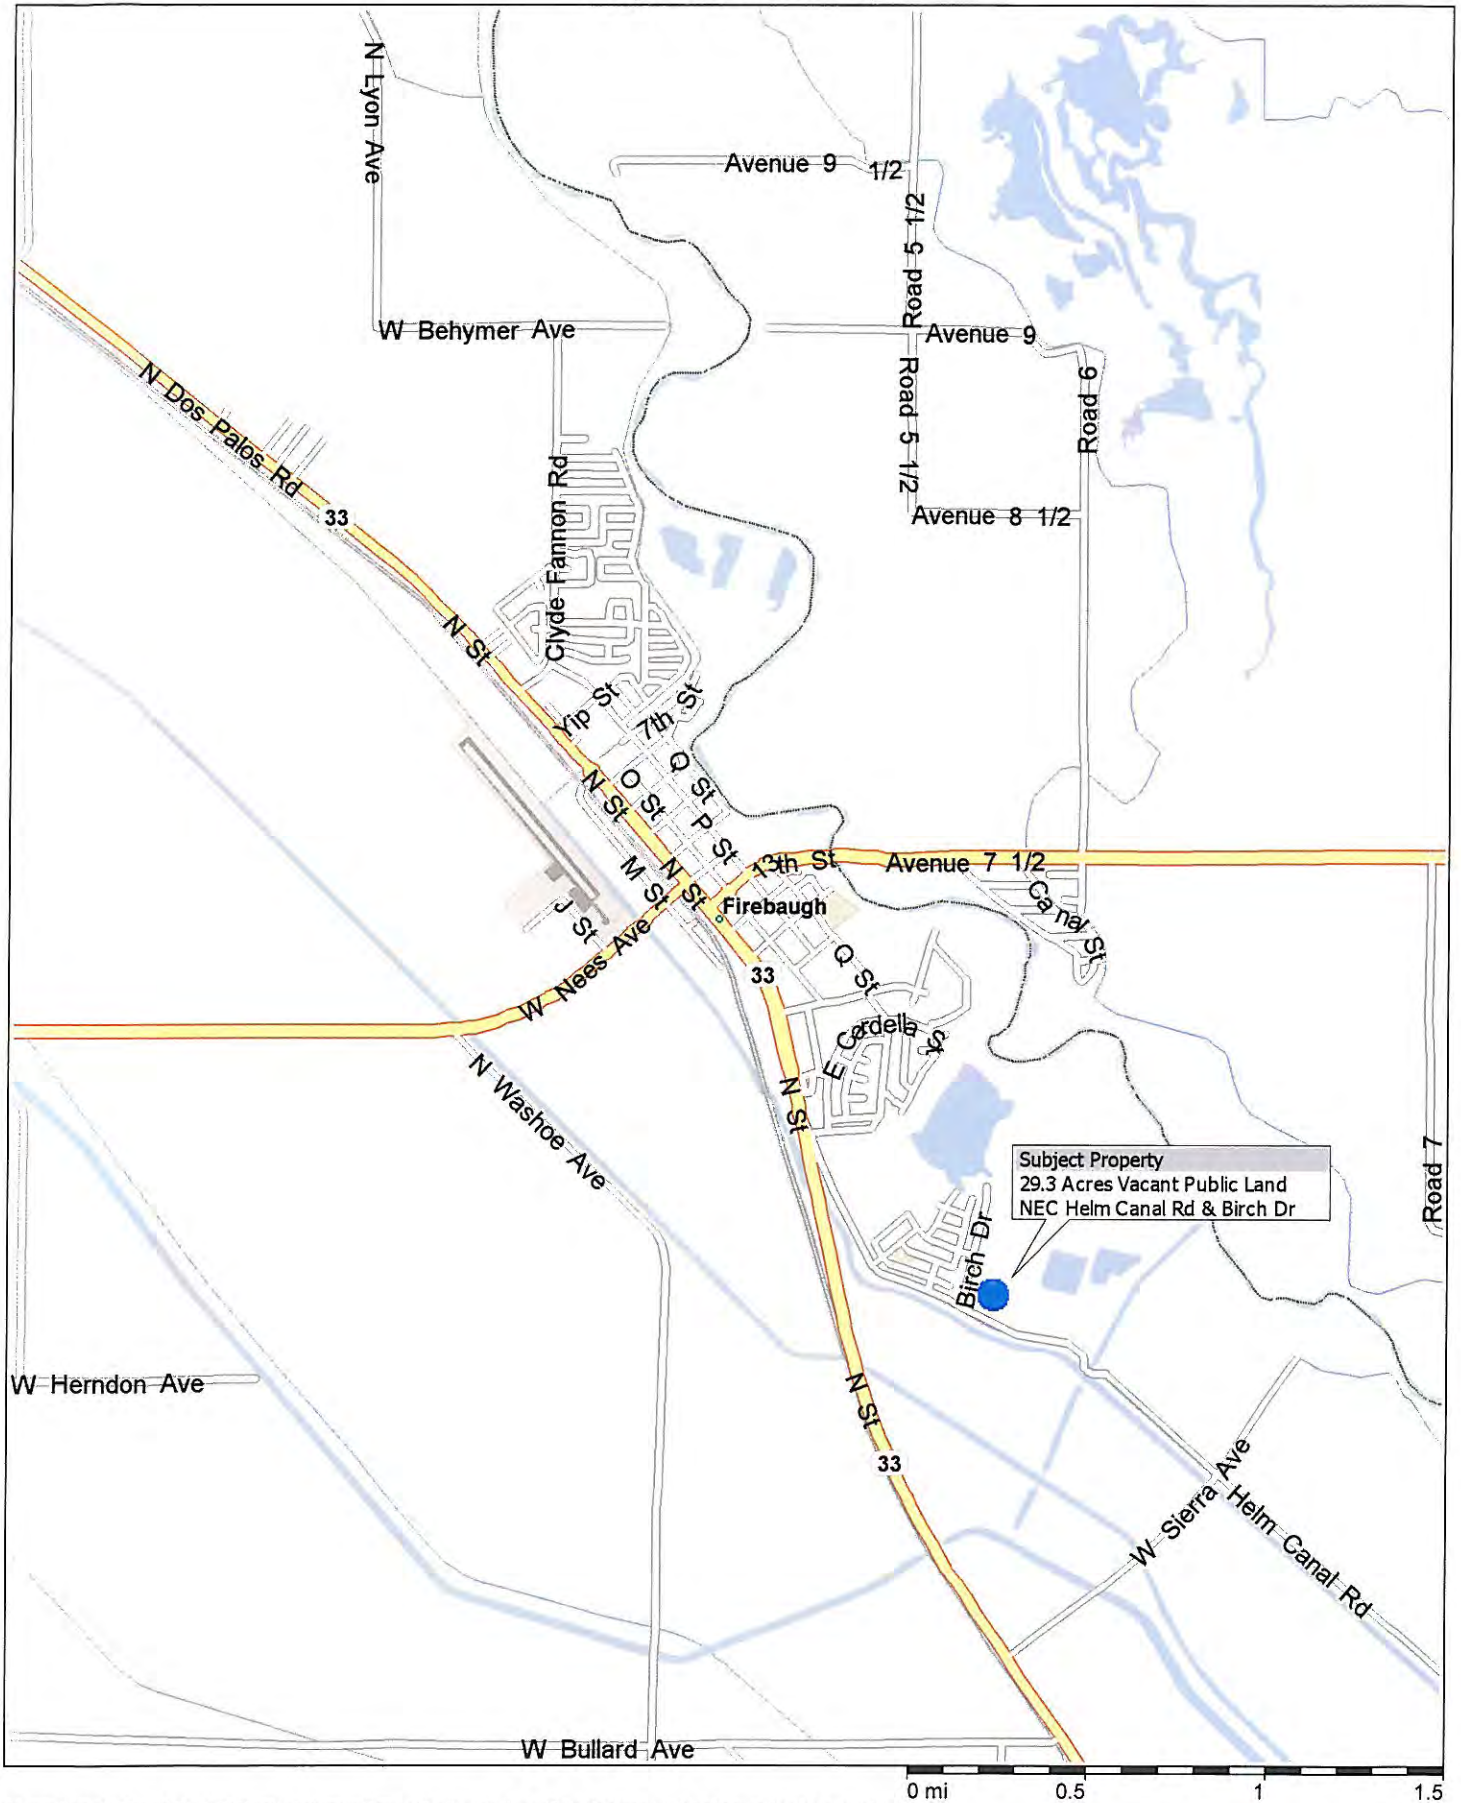 N Lyon Ave
Avenue 9 1/2
Road 5 1/2
W Behymer Ave
Avenue 9
Road 5 1/2
Road 6
N Dos Palos Rd
33
Clyde Fannon Rd
Avenue 8 1/2
N St
Yip St
7th St
Q St
O St
N St
P St
13th St
Avenue 7 1/2
M St
N St
Firebaugh
Canal St
J St
W Nees Ave
Q St
33
E Cardella St
N Washoe Ave
N St
Road 7
Subject Property
29.3 Acres Vacant Public Land
NEC Helm Canal Rd & Birch Dr
Birch Dr
W Herndon Ave
N St
33
W Sierra Ave
Helm Canal Rd
W Bullard Ave
0 mi 0.5 1 1.5